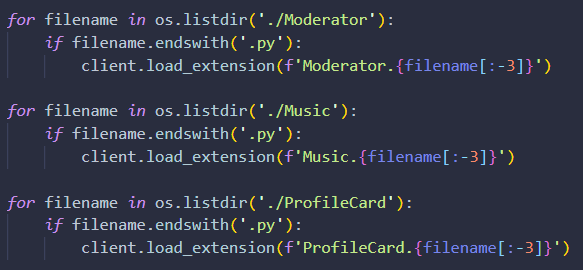 for filename in os.listdir('./Moderator'):
    if filename.endswith('.py'):
        client.load_extension(f'Moderator.{filename[:-3]}')

for filename in os.listdir('./Music'):
    if filename.endswith('.py'):
        client.load_extension(f'Music.{filename[:-3]}')

for filename in os.listdir('./ProfileCard'):
    if filename.endswith('.py'):
        client.load_extension(f'ProfileCard.{filename[:-3]}')